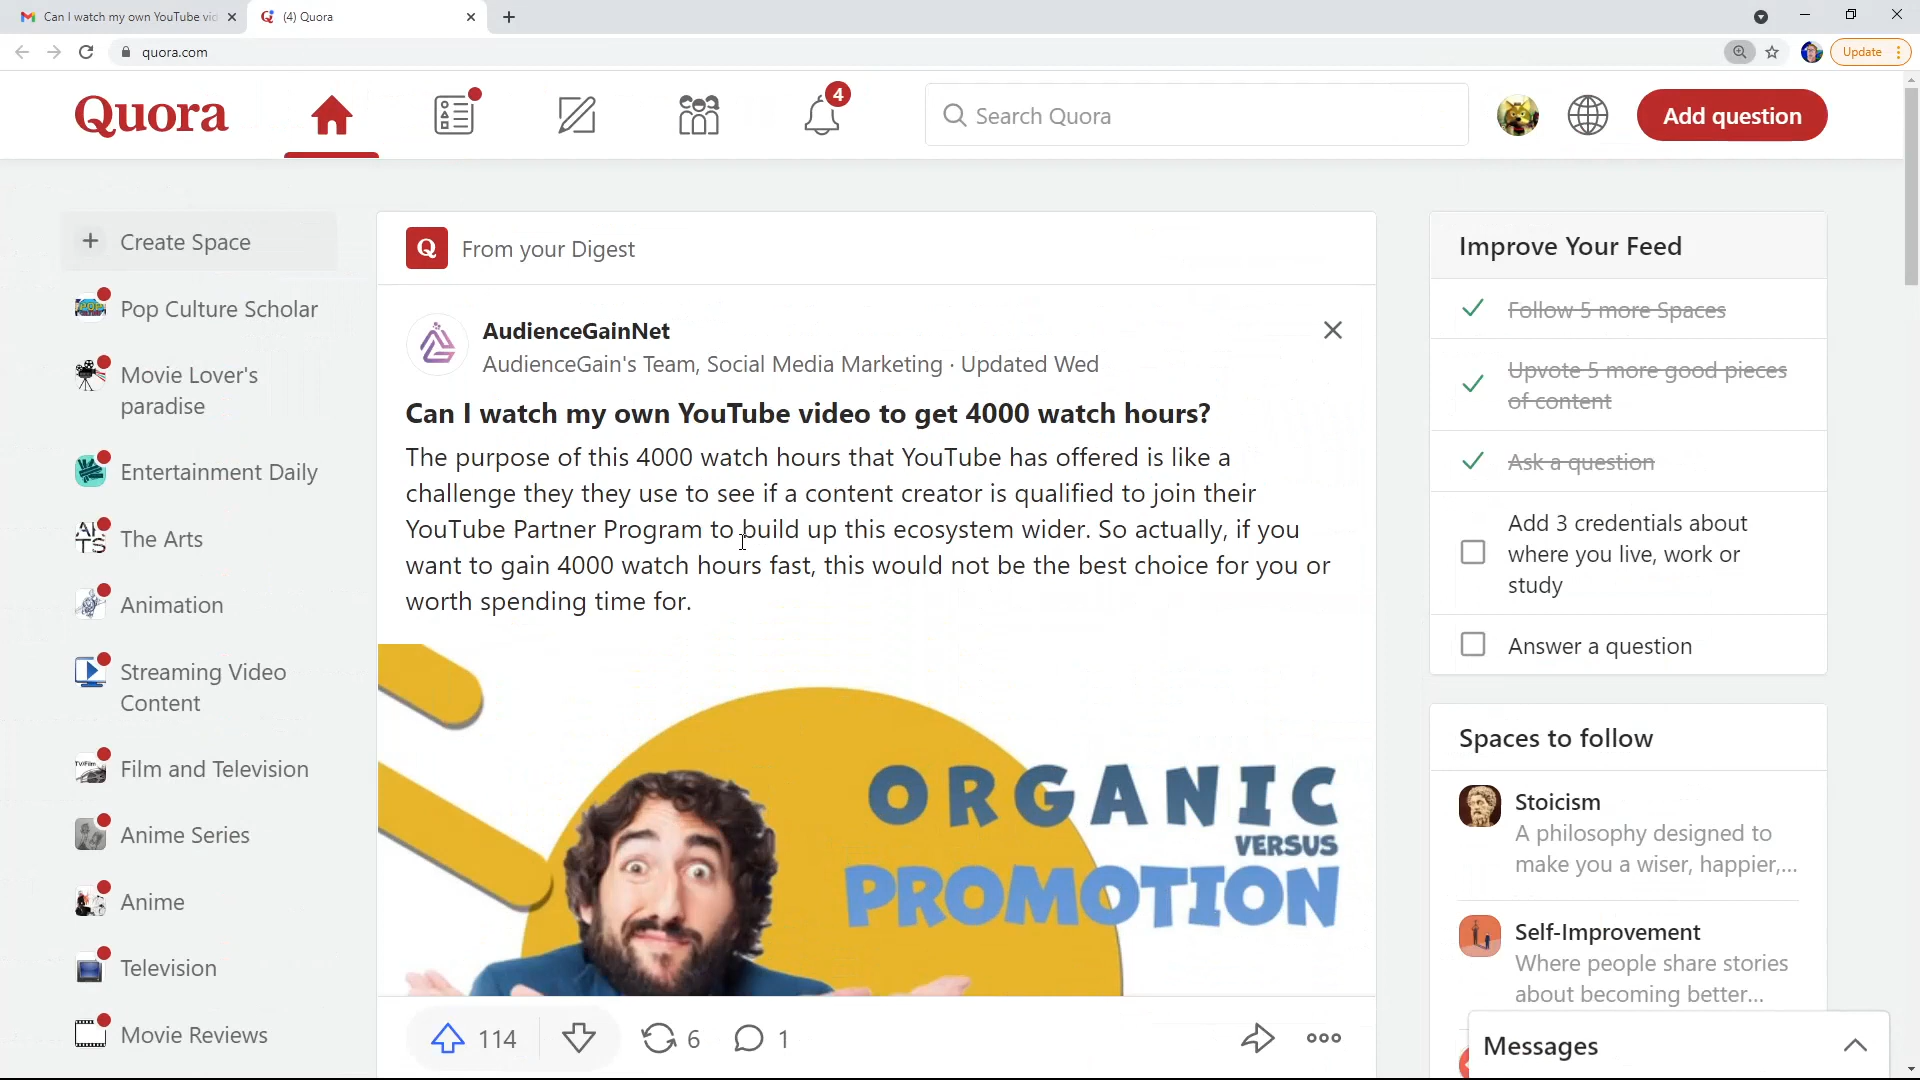 Can I watch my own YouTube vid
(4) Quora
quora.com
Update
Quora
4
Search Quora
Add question
Create Space
Pop Culture Scholar
Movie Lover's
paradise
Entertainment Daily
The Arts
Animation
Streaming Video
Content
Film and Television
Anime Series
Anime
Television
Movie Reviews
Q From your Digest
AudienceGainNet
AudienceGain's Team, Social Media Marketing · Updated Wed
Can I watch my own YouTube video to get 4000 watch hours?
The purpose of this 4000 watch hours that YouTube has offered is like a
challenge they they use to see if a content creator is qualified to join their
YouTube Partner Program to build up this ecosystem wider. So actually, if you
want to gain 4000 watch hours fast, this would not be the best choice for you or
worth spending time for.
ORGANIC
VERSUS
PROMOTION
114
6
1
Improve Your Feed
Follow 5 more Spaces
Upvote 5 more good pieces
of content
Ask a question
Add 3 credentials about
where you live, work or
study
Answer a question
Spaces to follow
Stoicism
A philosophy designed to
make you a wiser, happier,...
Self-Improvement
Where people share stories
about becoming better...
Messages